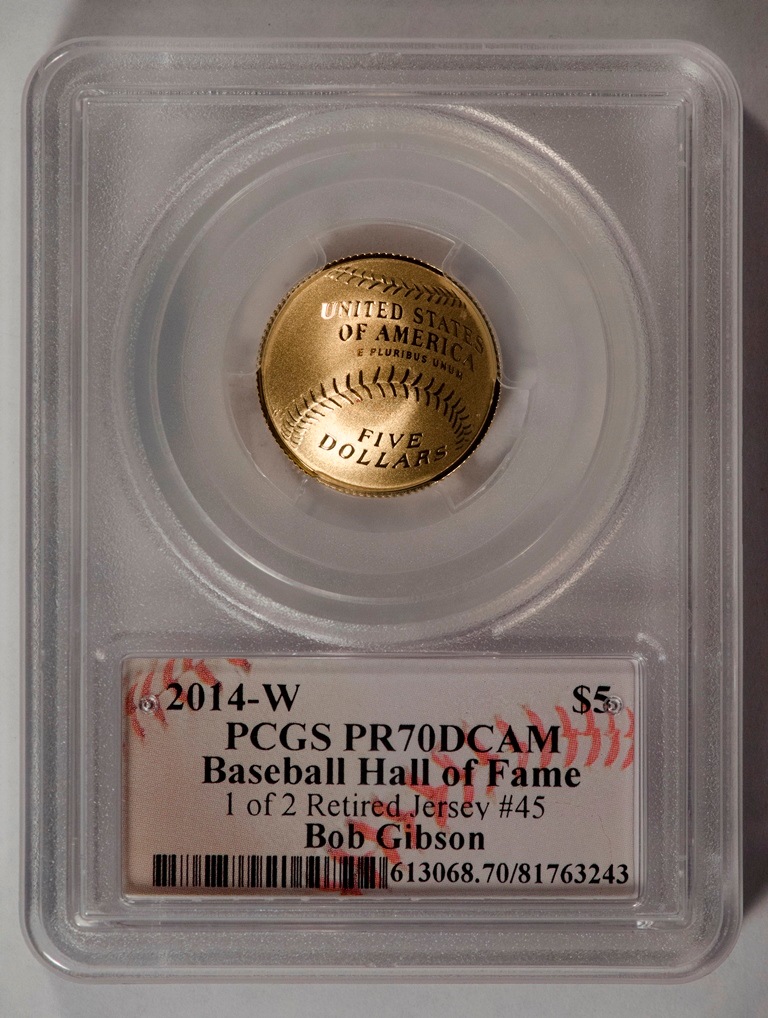 UNITED STATES
OF AMERICA
E PLURIBUS UNUM
FIVE
DOLLARS
2014-W $5
PCGS PR70DCAM
Baseball Hall of Fame
1 of 2 Retired Jersey #45
Bob Gibson
613068.70/81763243